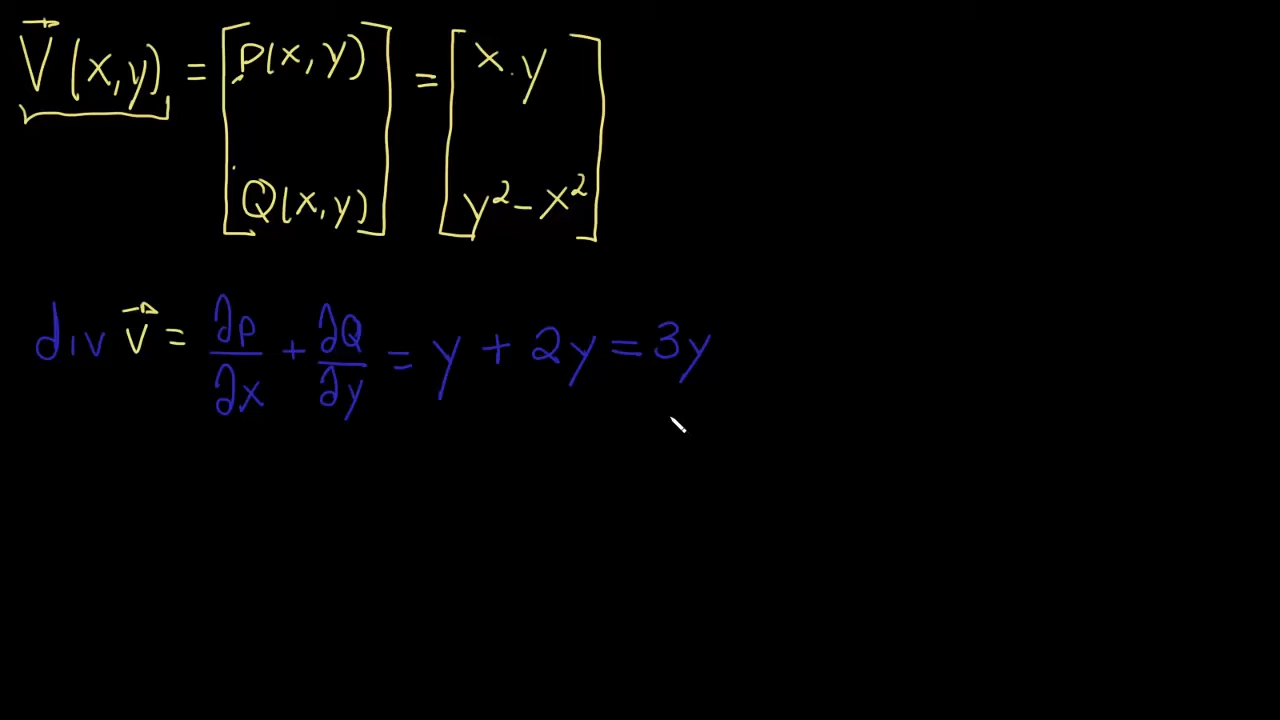 V⃗(x,y) = [P(x,y) Q(x,y)] = [x·y y²-x²]
div v⃗ = ∂P/∂x + ∂Q/∂y = y + 2y = 3y